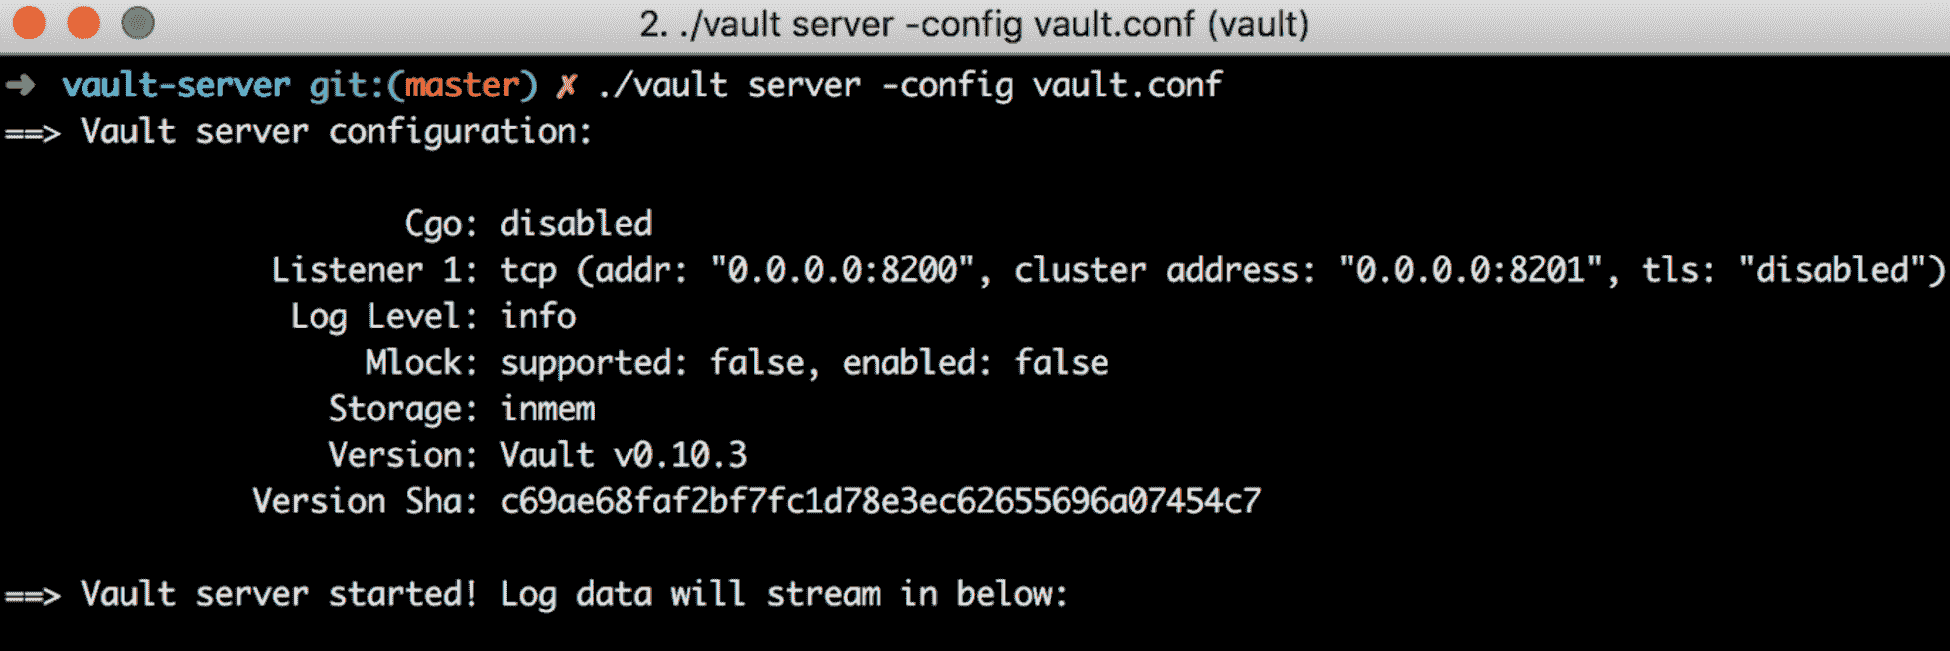 2. ./vault server -config vault.conf (vault)
➜ vault-server git:(master) ✗ ./vault server -config vault.conf
==> Vault server configuration:
Cgo: disabled
Listener 1: tcp (addr: "0.0.0.0:8200", cluster address: "0.0.0.0:8201", tls: "disabled")
Log Level: info
Mlock: supported: false, enabled: false
Storage: inmem
Version: Vault v0.10.3
Version Sha: c69ae68faf2bf7fc1d78e3ec62655696a07454c7
==> Vault server started! Log data will stream in below: